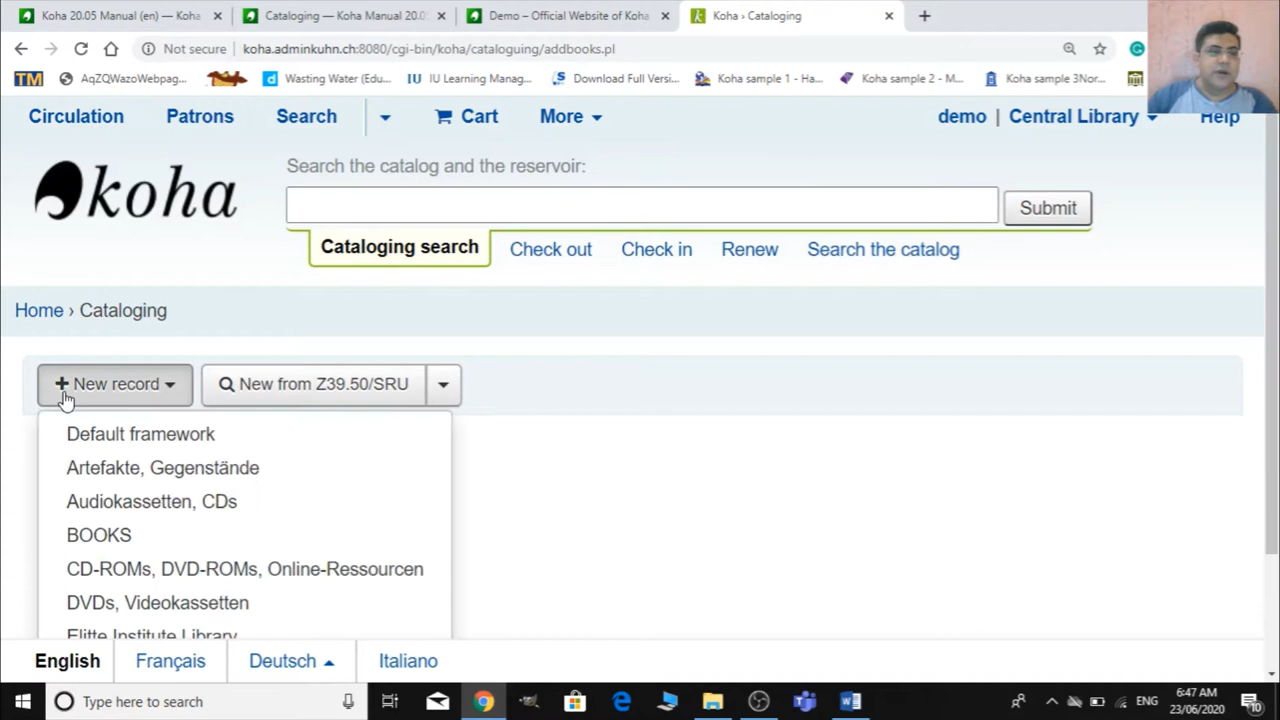 Koha 20.05 Manual (en) — Koha
Cataloging — Koha Manual 20.0
Demo – Official Website of Koha
Koha › Cataloging
Not secure
koha.adminkuhn.ch:8080/cgi-bin/koha/cataloguing/addbooks.pl
TM
AqZQWazoWebpag...
Wasting Water (Edu...
IU Learning Manag...
Download Full Versi...
Koha sample 1 - Ha...
Koha sample 2 - M...
Koha sample 3Nor...
Circulation
Patrons
Search
Cart
More
demo
|
Central Library
Help
koha
Search the catalog and the reservoir:
Submit
Cataloging search
Check out
Check in
Renew
Search the catalog
Home › Cataloging
+ New record
New from Z39.50/SRU
Default framework
Artefakte, Gegenstände
Audiokassetten, CDs
BOOKS
CD-ROMs, DVD-ROMs, Online-Ressourcen
DVDs, Videokassetten
Elitte Institute Library
English
Français
Deutsch
Italiano
Type here to search
ENG
6:47 AM
23/06/2020
10